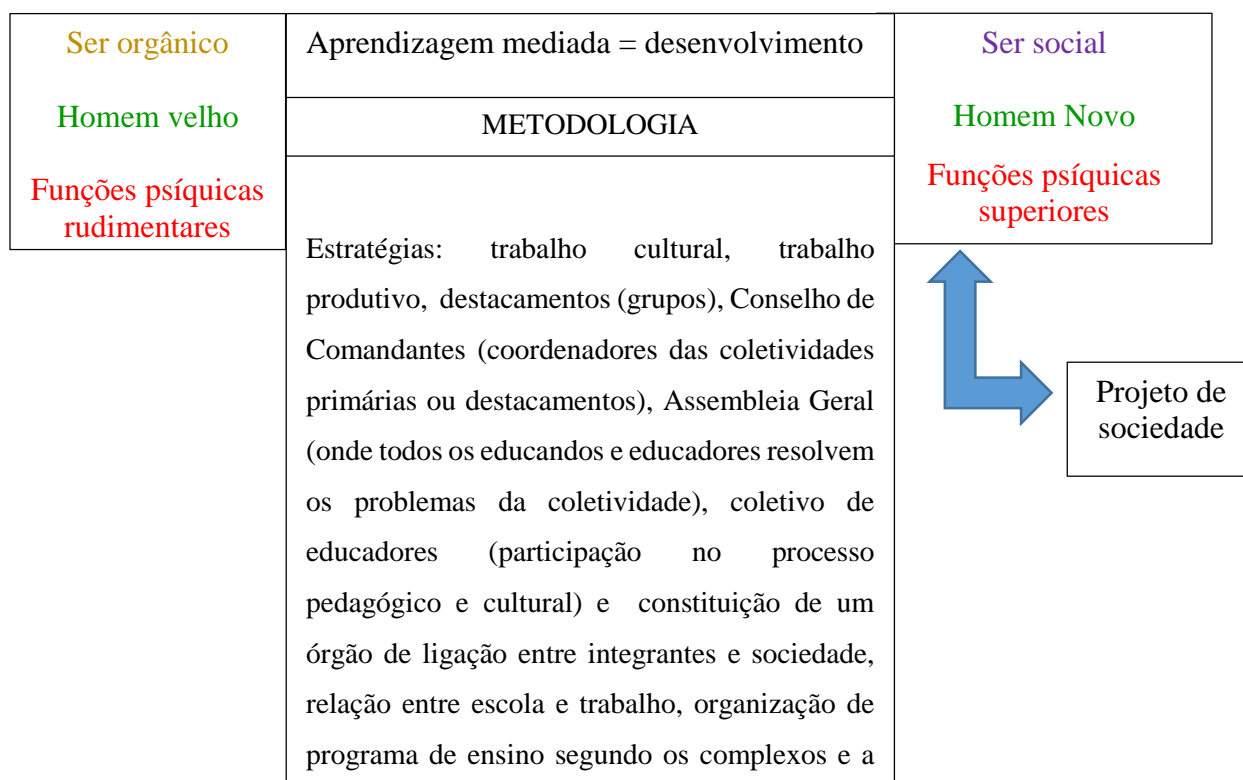 Ser orgânico
Homem velho
Funções psíquicas
rudimentares
Aprendizagem mediada = desenvolvimento
METODOLOGIA
Estratégias: trabalho cultural, trabalho
produtivo, destacamentos (grupos), Conselho de
Comandantes (coordenadores das coletividades
primárias ou destacamentos), Assembleia Geral
(onde todos os educandos e educadores resolvem
os problemas da coletividade), coletivo de
educadores (participação no processo
pedagógico e cultural) e constituição de um
órgão de ligação entre integrantes e sociedade,
relação entre escola e trabalho, organização de
programa de ensino segundo os complexos e a
Ser social
Homem Novo
Funções psíquicas
superiores
Projeto de
sociedade